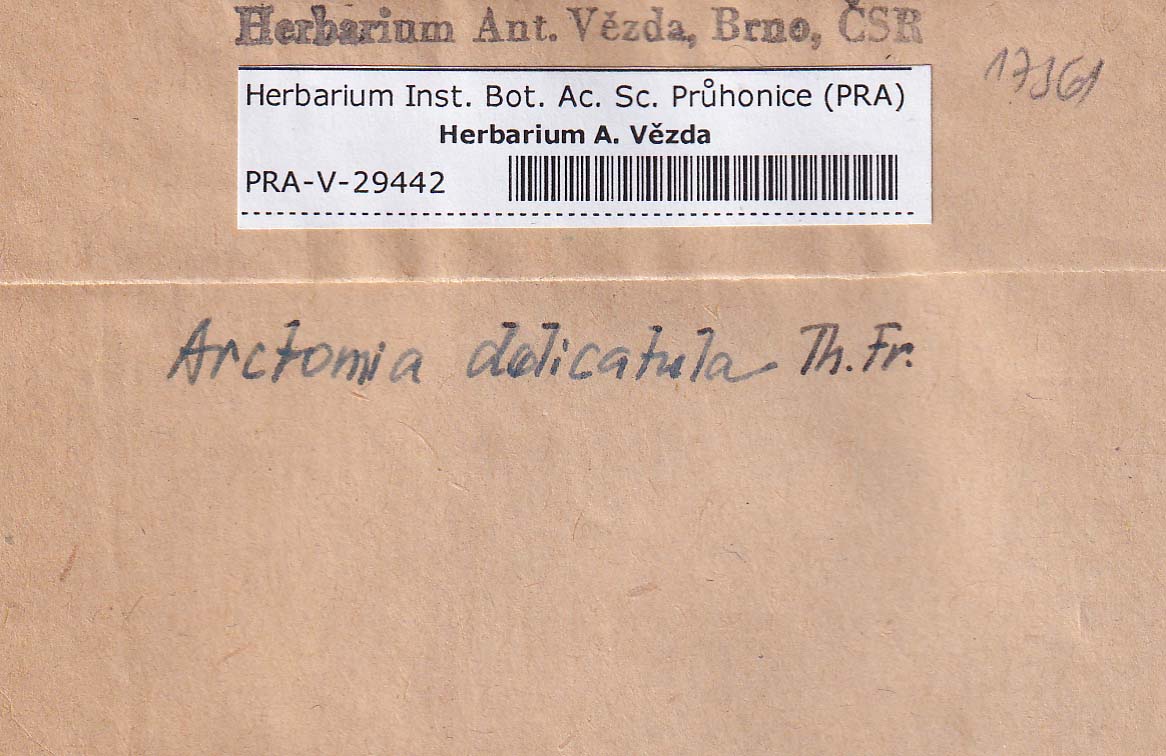 Herbarium Ant. Vězda, Brno, ČSR
17361
Herbarium Inst. Bot. Ac. Sc. Průhonice (PRA)
Herbarium A. Vězda
PRA-V-29442
Arctomia delicatula Th. Fr.